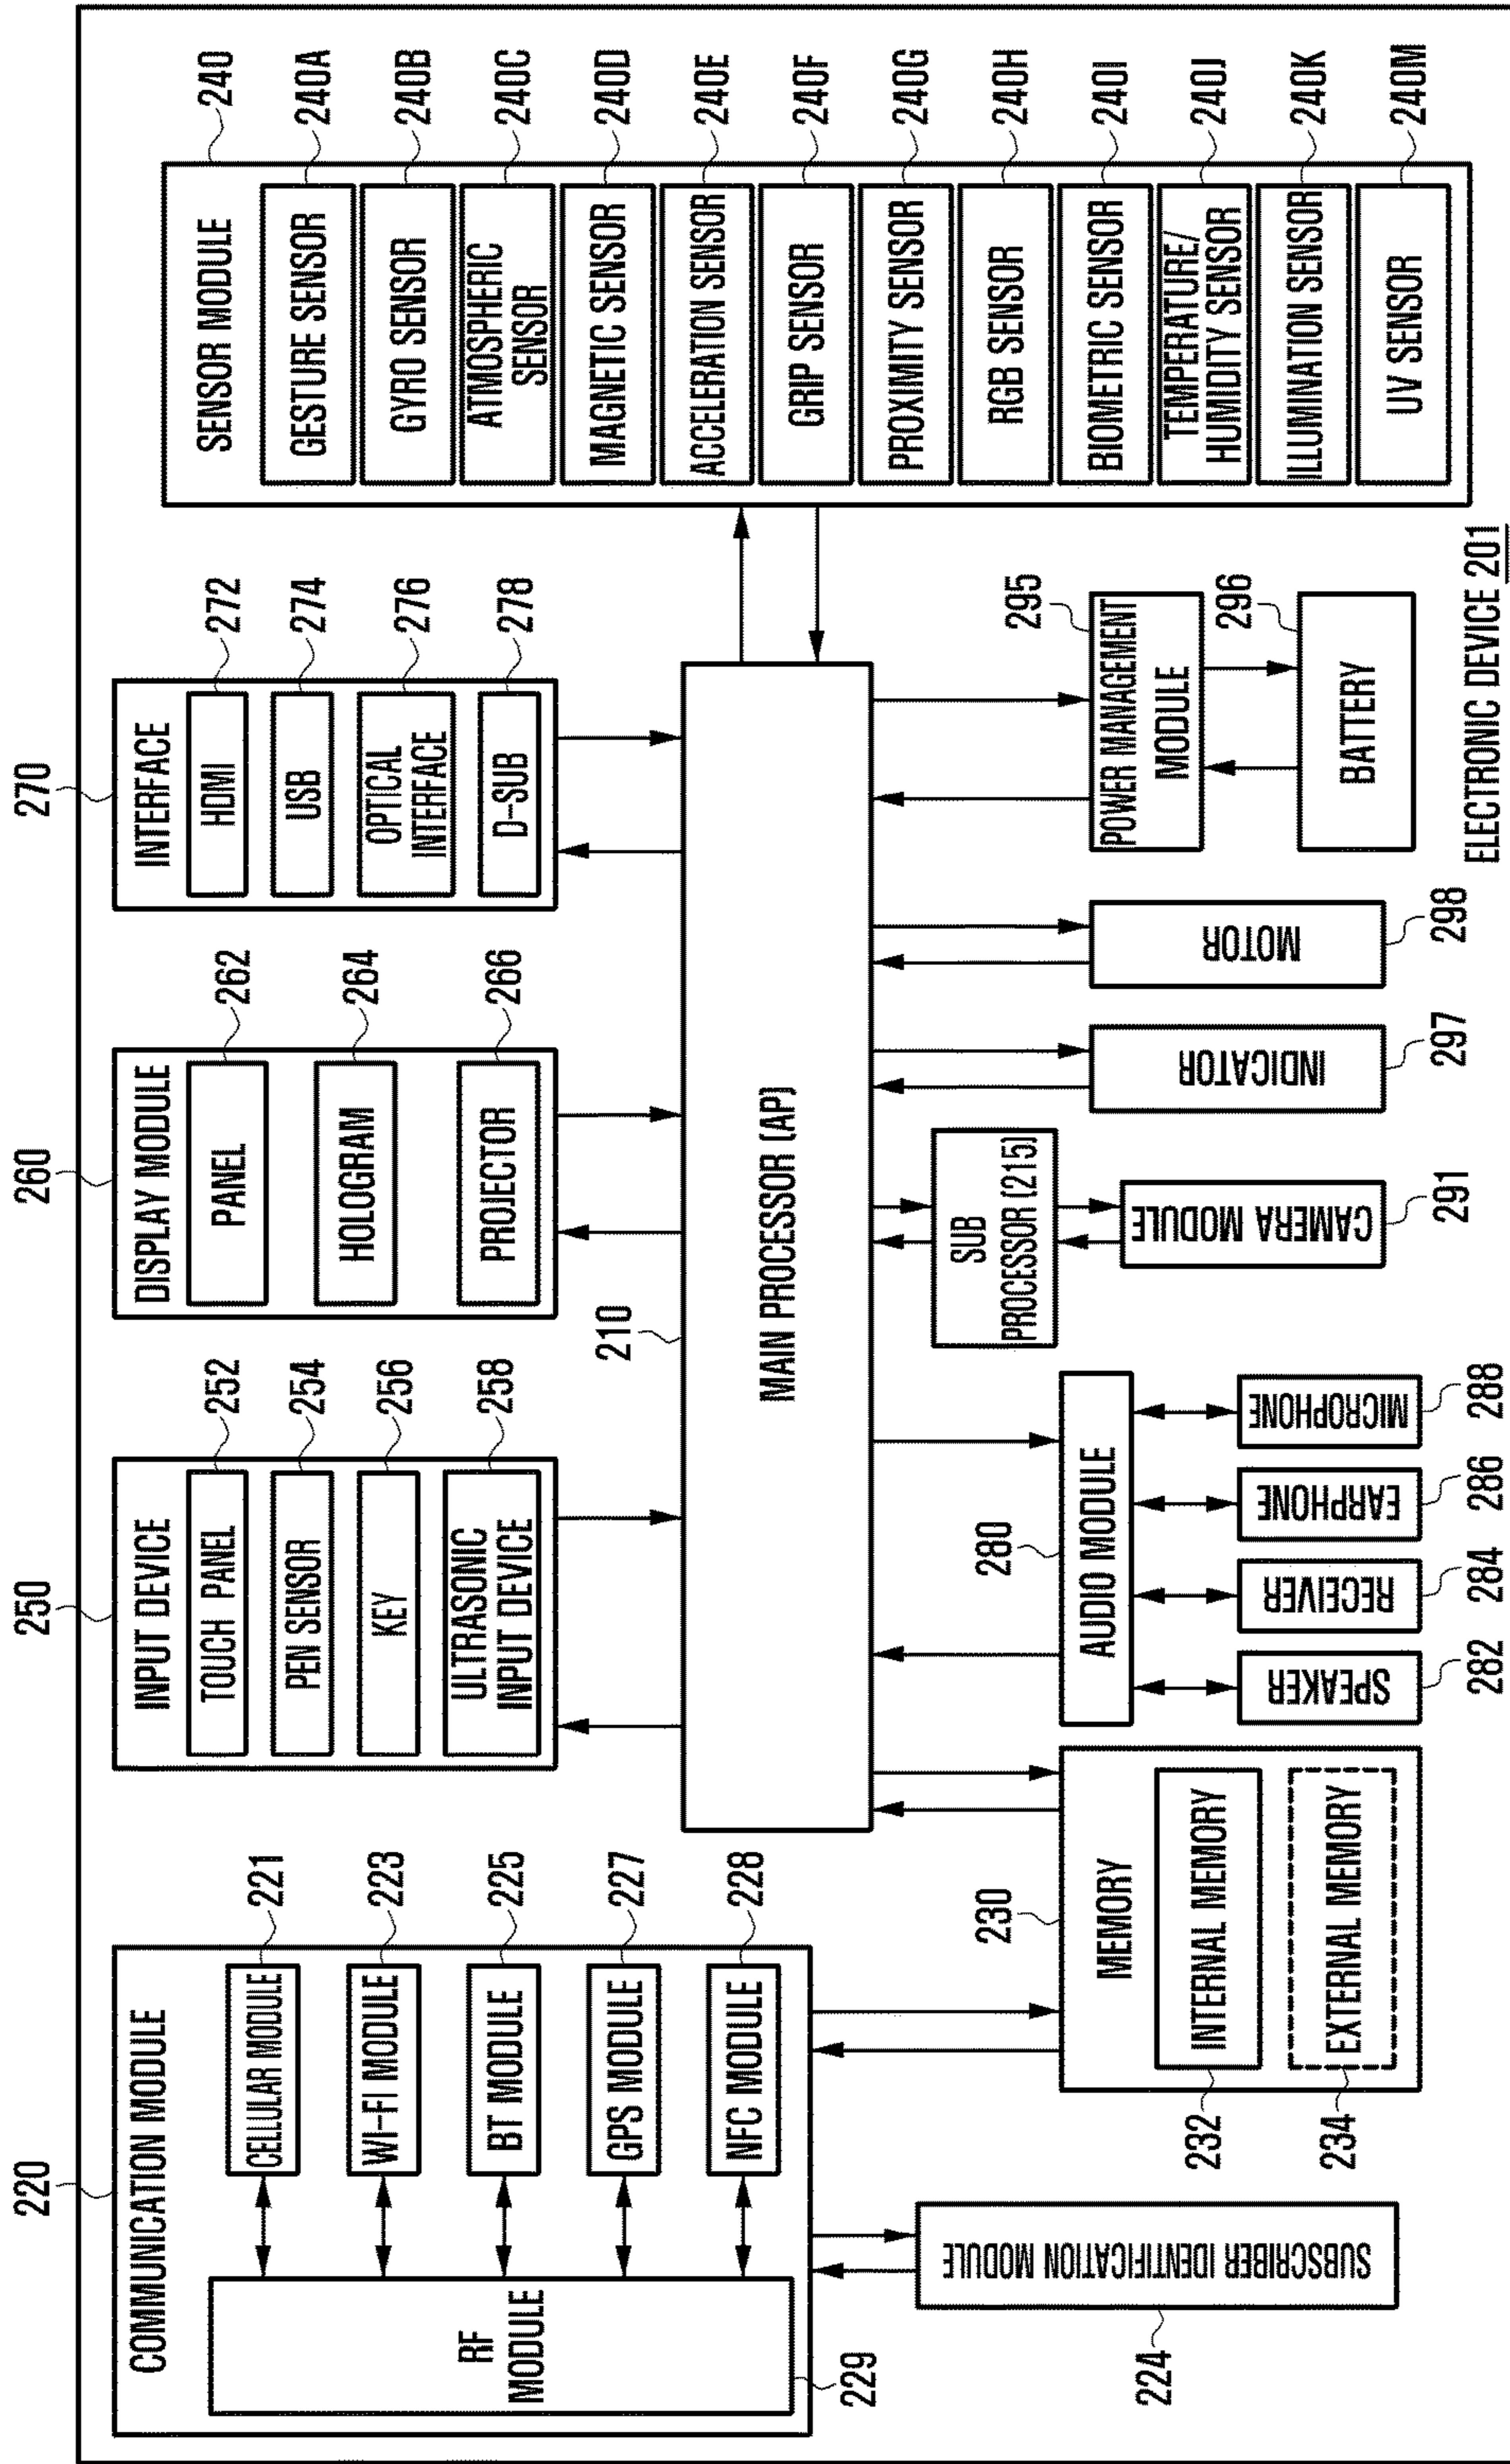 220
COMMUNICATION MODULE
RF
MODULE
229
CELLULAR MODULE
221
WI-FI MODULE
223
BT MODULE
225
GPS MODULE
227
NFC MODULE
228
SUBSCRIBER IDENTIFICATION MODULE
224
230
MEMORY
INTERNAL MEMORY
232
EXTERNAL MEMORY
234
250
INPUT DEVICE
TOUCH PANEL
252
PEN SENSOR
254
KEY
256
ULTRASONIC
INPUT DEVICE
258
260
DISPLAY MODULE
PANEL
262
HOLOGRAM
264
PROJECTOR
266
270
INTERFACE
HDMI
272
USB
274
OPTICAL
INTERFACE
276
D-SUB
278
210
MAIN PROCESSOR (AP)
280
AUDIO MODULE
SPEAKER
282
RECEIVER
284
EARPHONE
286
MICROPHONE
288
SUB
PROCESSOR (215)
CAMERA MODULE
291
INDICATOR
297
MOTOR
298
295
POWER MANAGEMENT
MODULE
296
BATTERY
240
SENSOR MODULE
GESTURE SENSOR
240A
GYRO SENSOR
240B
ATMOSPHERIC
SENSOR
240C
MAGNETIC SENSOR
240D
ACCELERATION SENSOR
240E
GRIP SENSOR
240F
PROXIMITY SENSOR
240G
RGB SENSOR
240H
BIOMETRIC SENSOR
240I
TEMPERATURE/
HUMIDITY SENSOR
240J
ILLUMINATION SENSOR
240K
UV SENSOR
240M
ELECTRONIC DEVICE 201